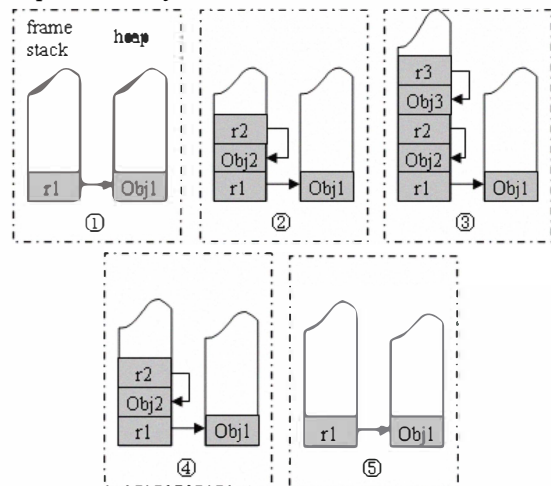 frame
stack
heap
r1
Obj1
①
r2
Obj2
r1
Obj1
②
r3
Obj3
r2
Obj2
r1
Obj1
③
r2
Obj2
r1
Obj1
④
r1
Obj1
⑤